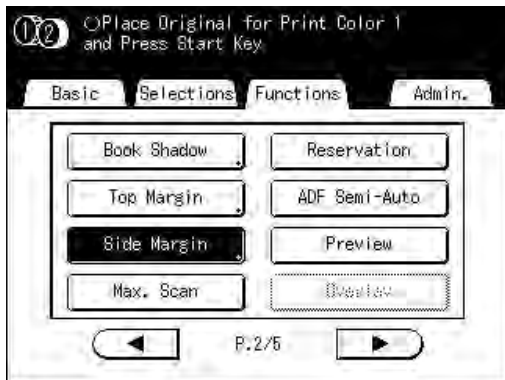 ①② ○Place Original for Print Color 1
and Press Start Key
Basic Selections Functions Admin.
Book Shadow Reservation
Top Margin ADF Semi-Auto
Side Margin Preview
Max. Scan Overlay
◀ P.2/5 ▶